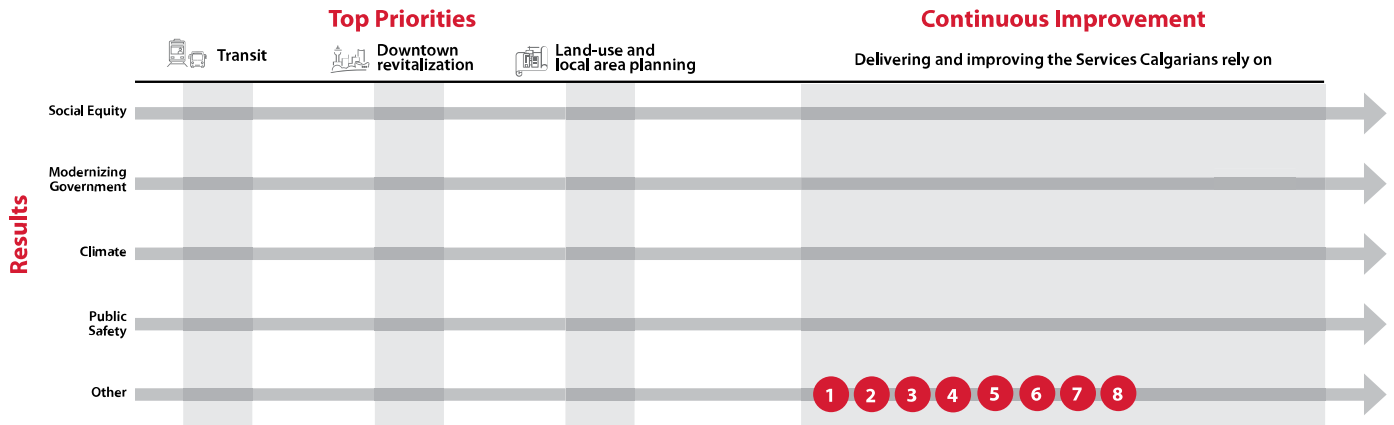 Top Priorities
Continuous Improvement
Transit
Downtown
revitalization
Land-use and
local area planning
Delivering and improving the Services Calgarians rely on
Results
Social Equity
Modernizing
Government
Climate
Public
Safety
Other
1 2 3 4 5 6 7 8